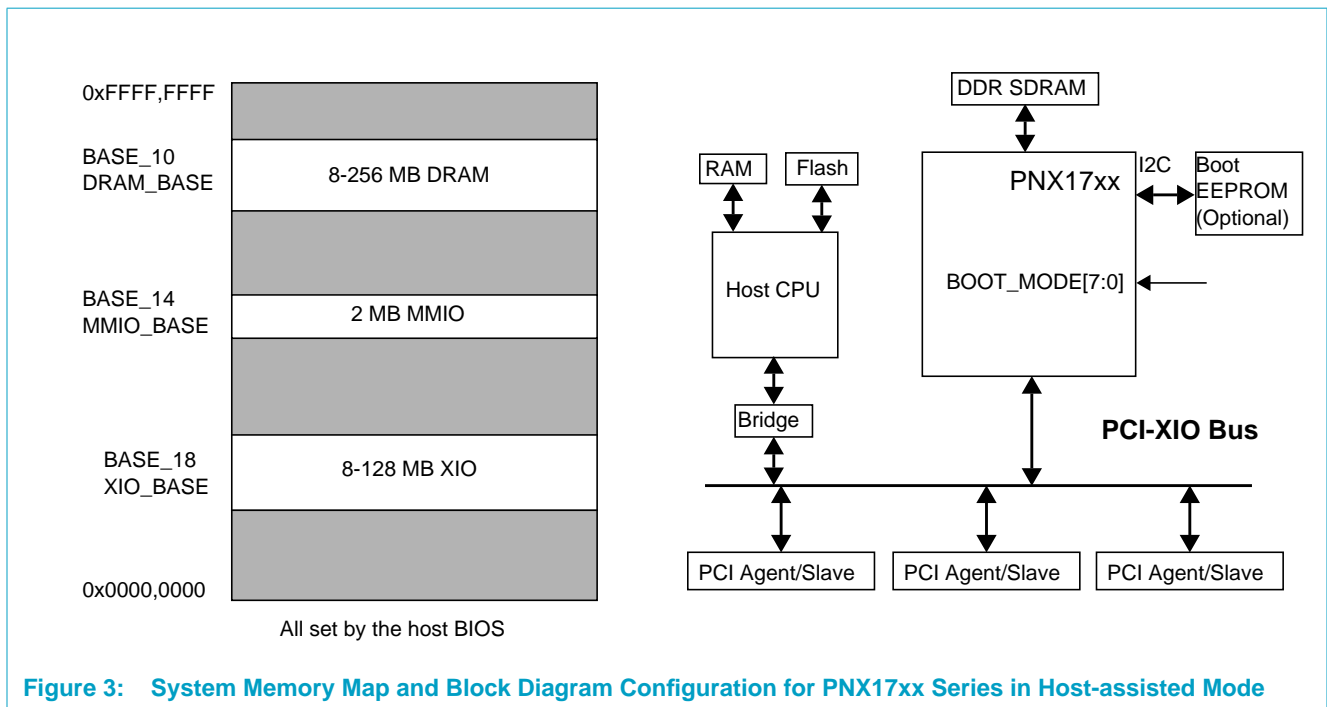 0xFFFF,FFFF
BASE_10
DRAM_BASE
8-256 MB DRAM
BASE_14
MMIO_BASE
2 MB MMIO
BASE_18
XIO_BASE
8-128 MB XIO
0x0000,0000
All set by the host BIOS
DDR SDRAM
RAM
Flash
PNX17xx
I2C
Boot
EEPROM
(Optional)
Host CPU
BOOT_MODE[7:0]
Bridge
PCI-XIO Bus
PCI Agent/Slave
PCI Agent/Slave
PCI Agent/Slave
Figure 3: System Memory Map and Block Diagram Configuration for PNX17xx Series in Host-assisted Mode